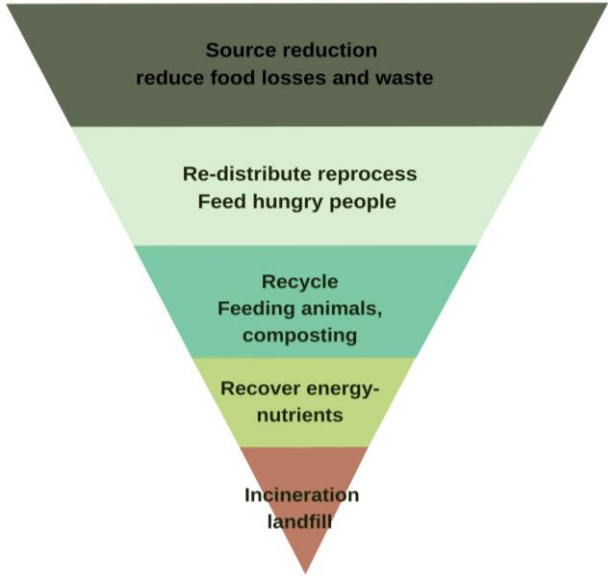 Source reduction
reduce food losses and waste
Re-distribute reprocess
Feed hungry people
Recycle
Feeding animals,
composting
Recover energy-
nutrients
Incineration
landfill